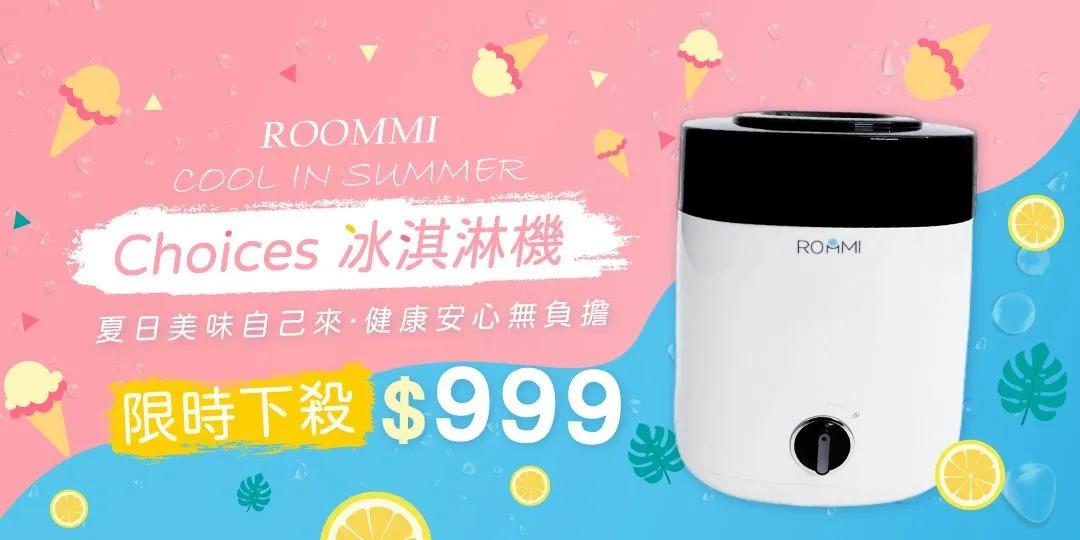 ROOMMI
COOL IN SUMMER
Choices 冰淇淋機
夏日美味自己來·健康安心無負擔
限時下殺 $999
ROMMI